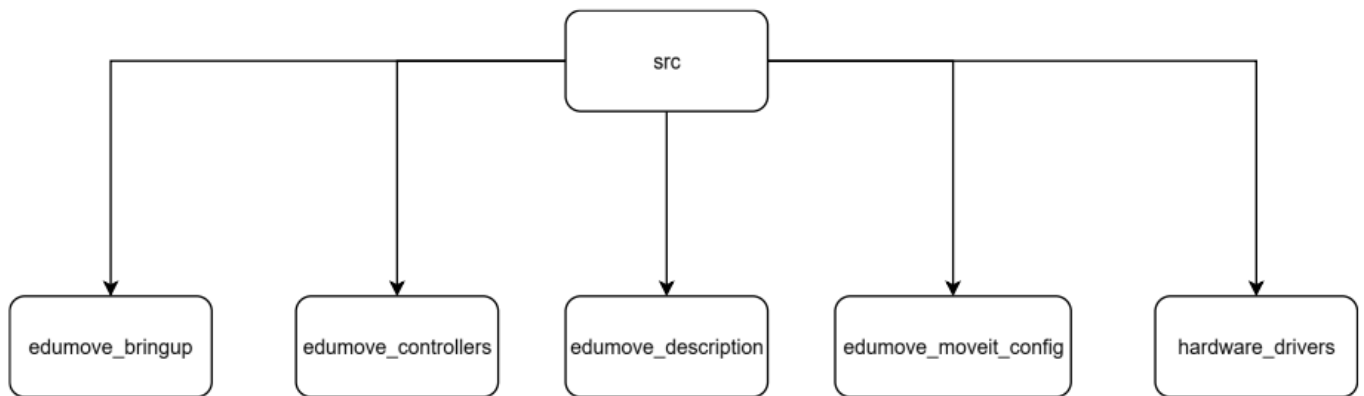 src
edumove_bringup
edumove_controllers
edumove_description
edumove_moveit_config
hardware_drivers